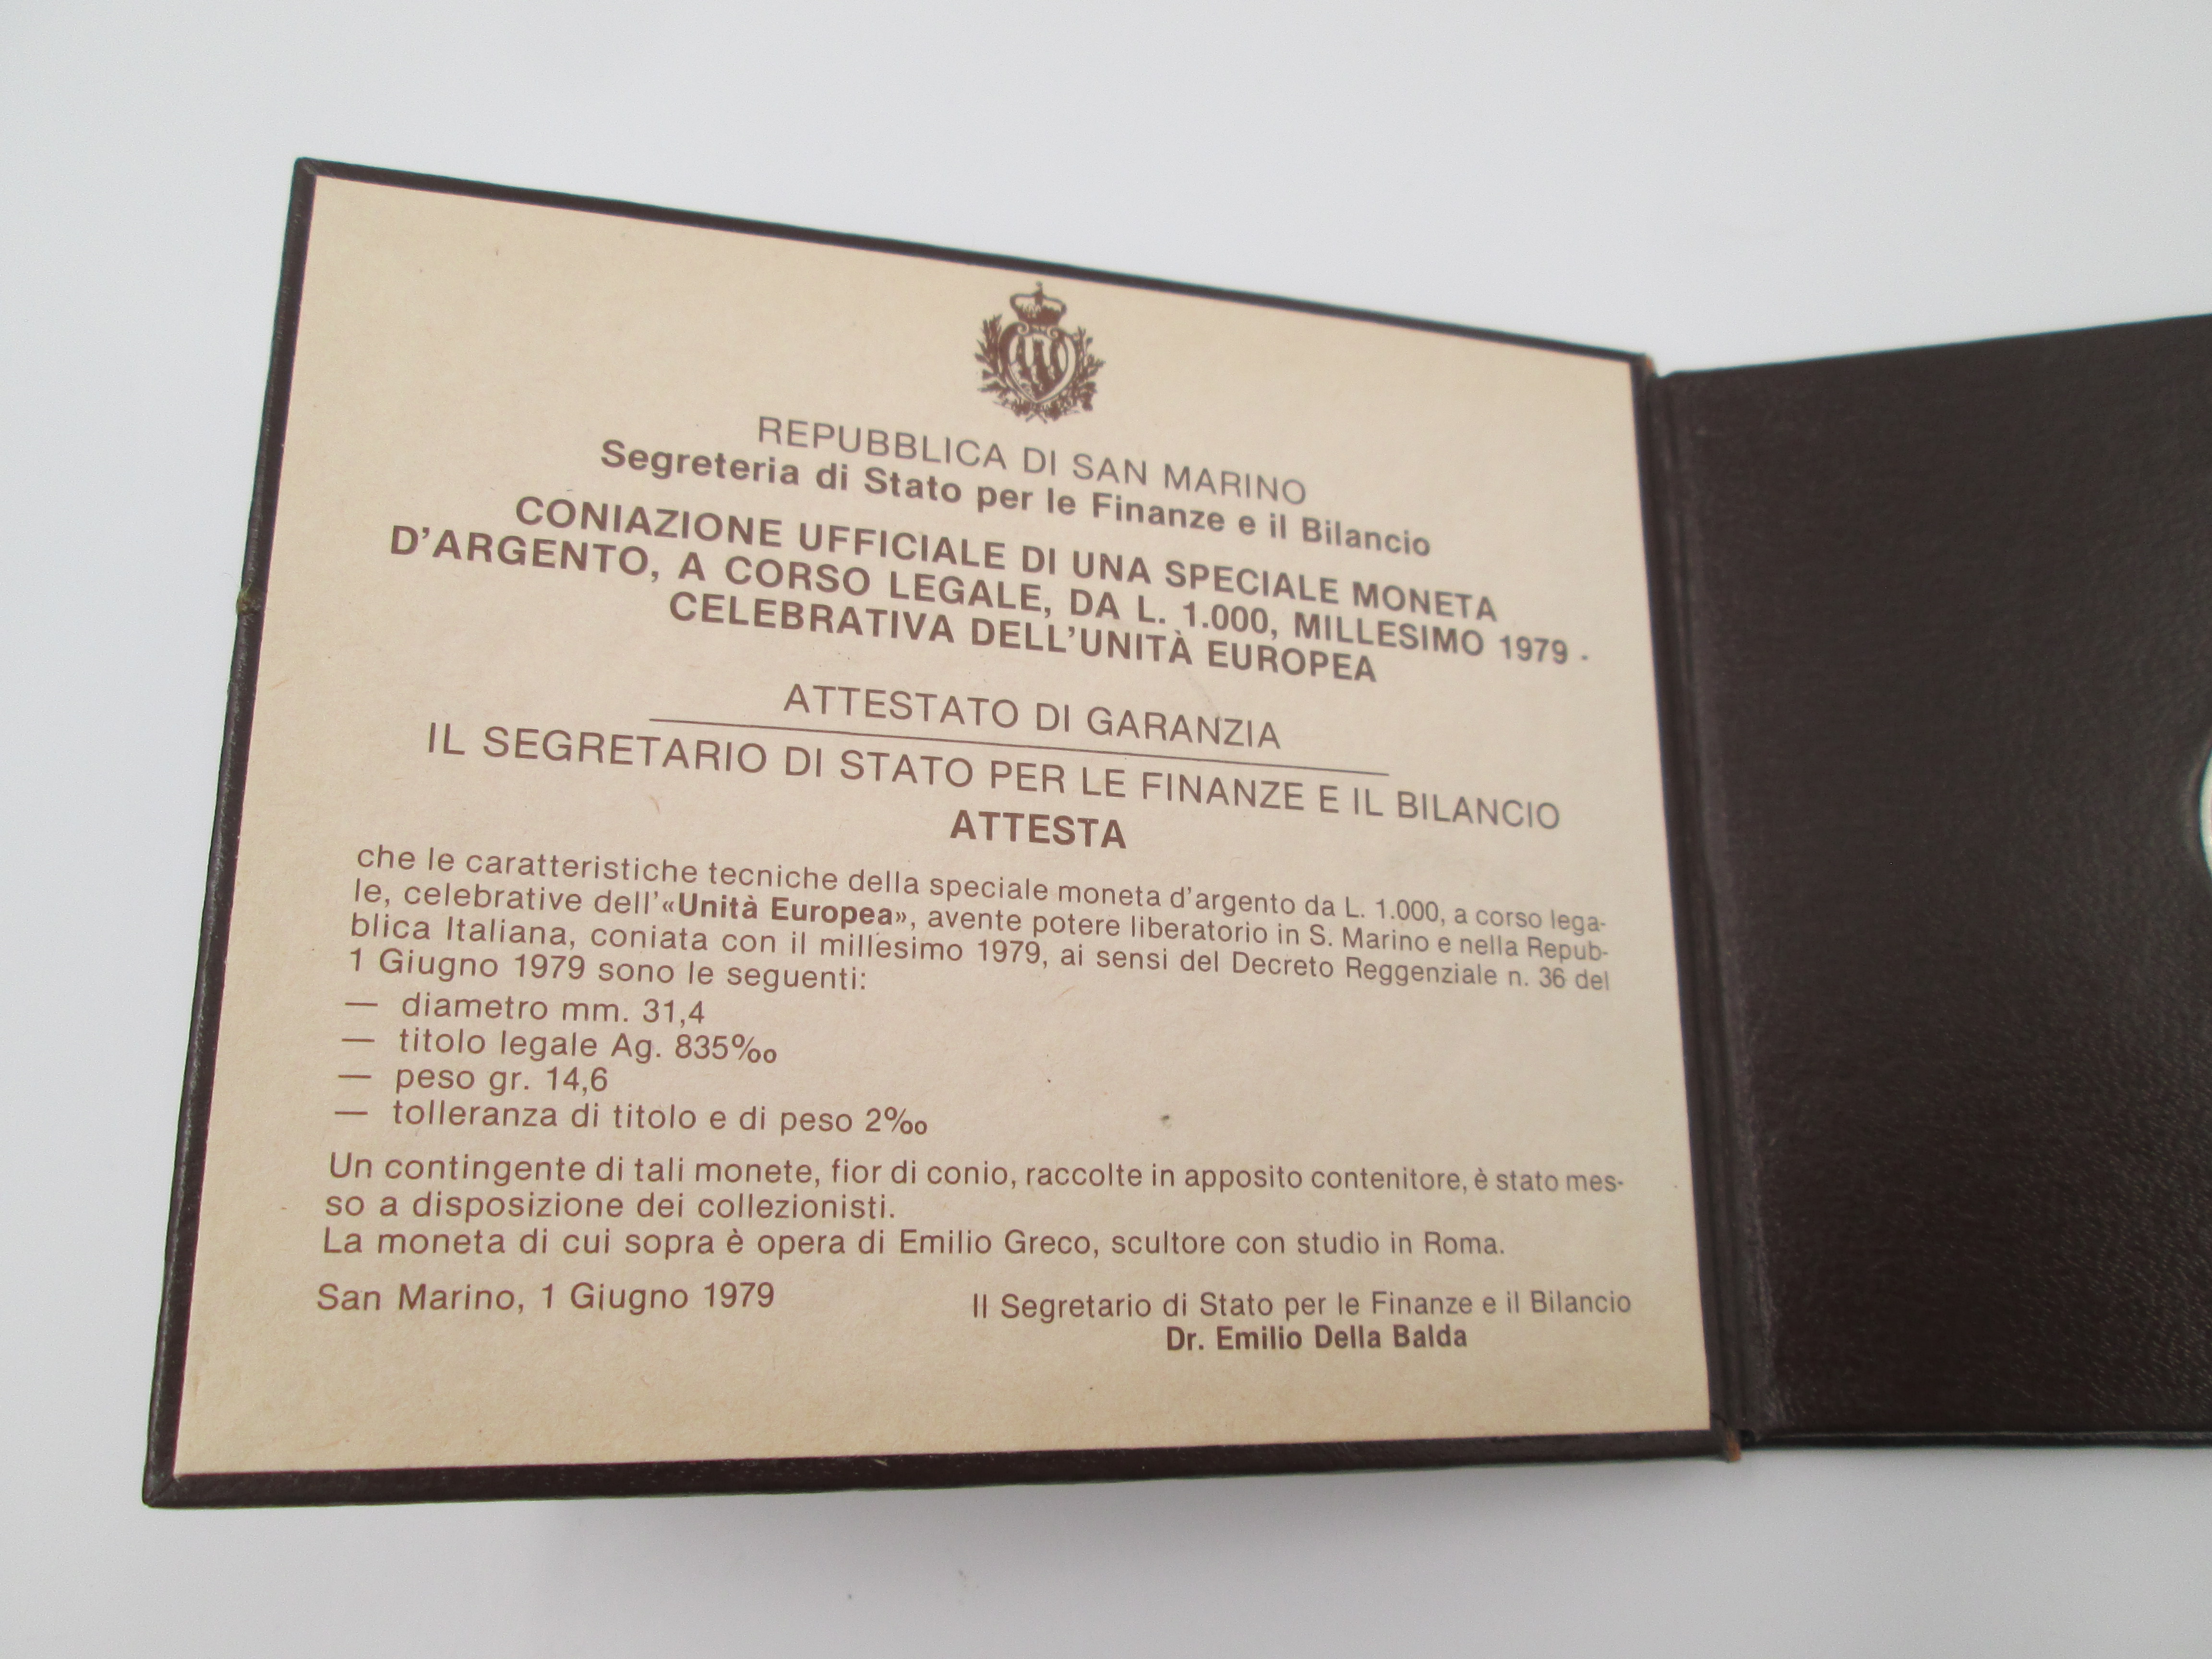 REPUBBLICA DI SAN MARINO
Segreteria di Stato per le Finanze e il Bilancio
CONIAZIONE UFFICIALE DI UNA SPECIALE MONETA
D'ARGENTO, A CORSO LEGALE, DA L. 1.000, MILLESIMO 1979 -
CELEBRATIVA DELL'UNITÀ EUROPEA
ATTESTATO DI GARANZIA
IL SEGRETARIO DI STATO PER LE FINANZE E IL BILANCIO
ATTESTA
che le caratteristiche tecniche della speciale moneta d'argento da L. 1.000, a corso lega-
le, celebrative dell'«Unità Europea», avente potere liberatorio in S. Marino e nella Repub-
blica Italiana, coniata con il millesimo 1979, ai sensi del Decreto Reggenziale n. 36 del
1 Giugno 1979 sono le seguenti:
— diametro mm. 31,4
— titolo legale Ag. 835‰
— peso gr. 14,6
— tolleranza di titolo e di peso 2‰
Un contingente di tali monete, fior di conio, raccolte in apposito contenitore, è stato mes-
so a disposizione dei collezionisti.
La moneta di cui sopra è opera di Emilio Greco, scultore con studio in Roma.
San Marino, 1 Giugno 1979
Il Segretario di Stato per le Finanze e il Bilancio
Dr. Emilio Della Balda